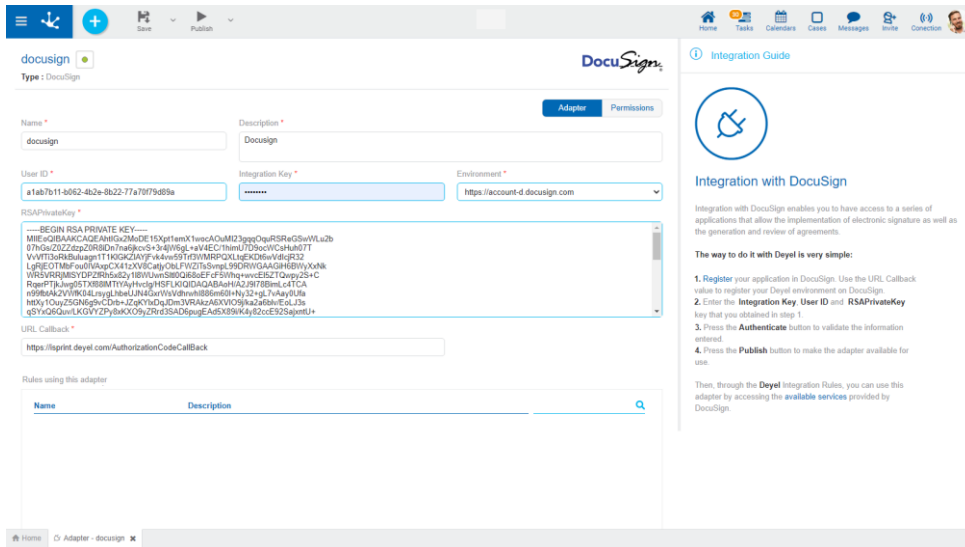 Save
Publish
Home
Tasks
Calendars
Cases
Messages
Invite
Conection
docusign
Type : DocuSign
DocuSign
Adapter
Permissions
Name *
Description *
docusign
Docusign
User ID *
Integration Key *
Environment *
a1ab7b11-b062-4b2e-8b22-77a70f79d89a
••••••••
https://account-d.docusign.com
RSAPrivateKey *
-----BEGIN RSA PRIVATE KEY-----
URL Callback *
https://isprint.deyel.com/AuthorizationCodeCallBack
Rules using this adapter
Name
Description
Integration Guide
Integration with DocuSign
Integration with DocuSign enables you to have access to a series of
applications that allow the implementation of electronic signature as well as
the generation and review of agreements.
The way to do it with Deyel is very simple:
1. Register your application in DocuSign. Use the URL Callback
value to register your Deyel environment on DocuSign.
2. Enter the Integration Key, User ID and RSAPrivateKey
key that you obtained in step 1.
3. Press the Authenticate button to validate the information
entered.
4. Press the Publish button to make the adapter available for
use.
Then, through the Deyel Integration Rules, you can use this
adapter by accessing the available services provided by
DocuSign.
Home
Adapter - docusign